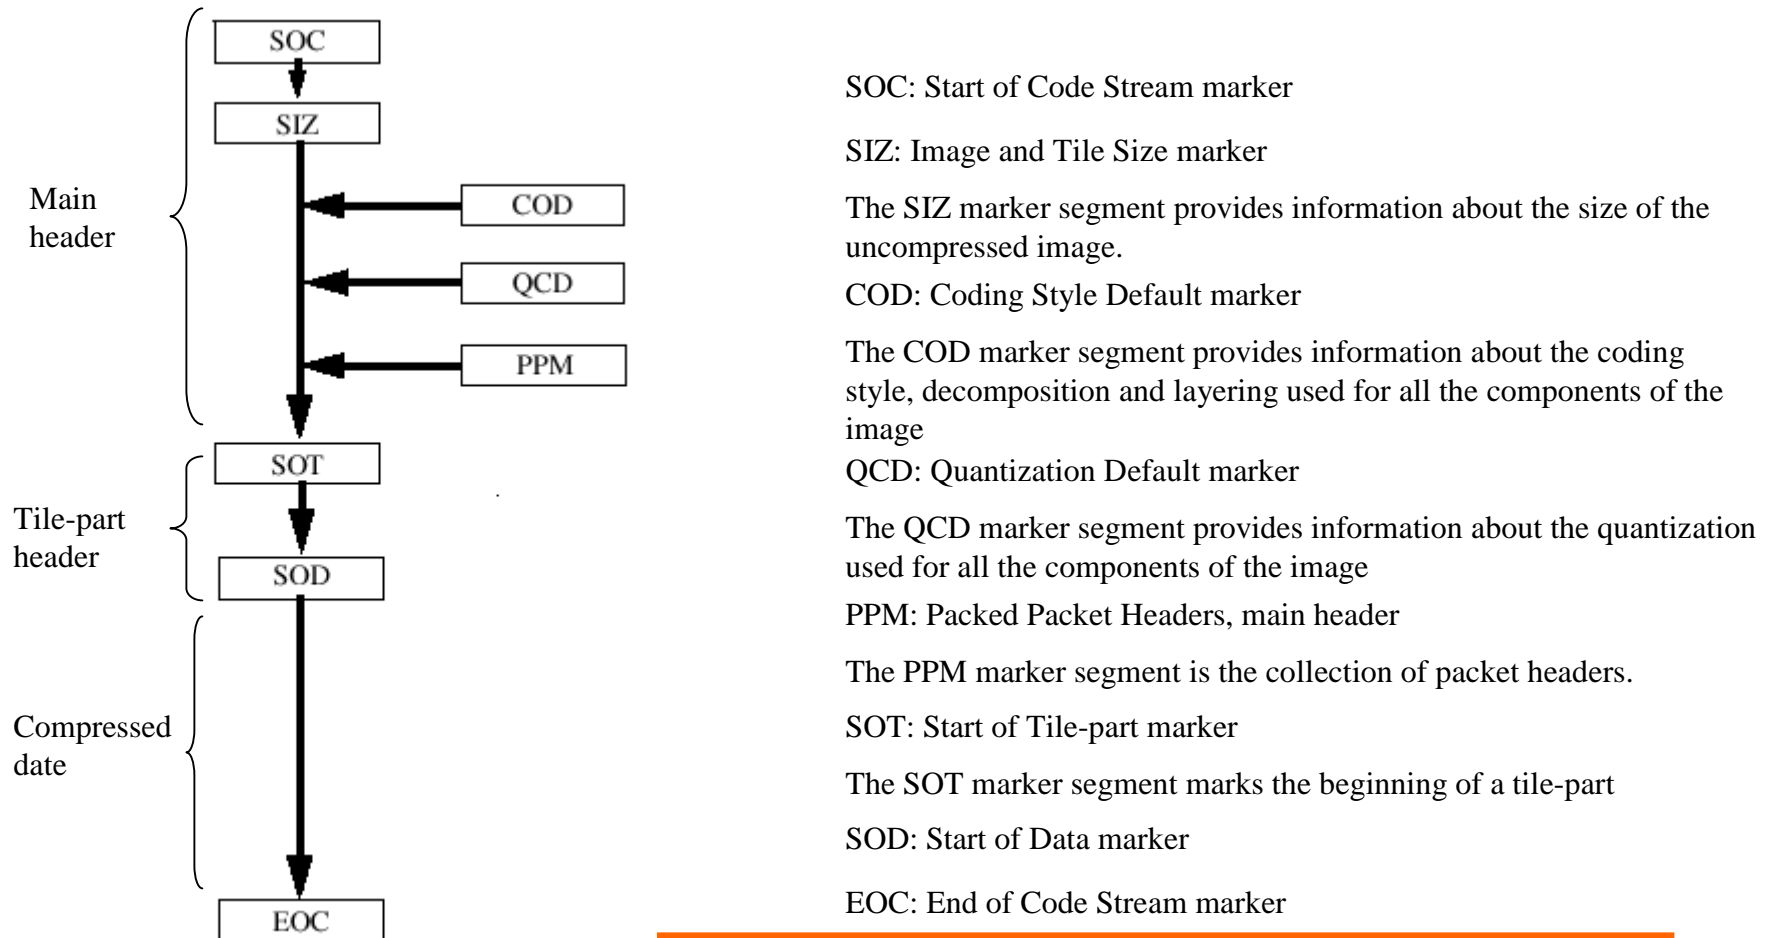 SOC
SIZ
Main
header
COD
QCD
PPM
SOT
Tile-part
header
SOD
Compressed
date
EOC
SOC: Start of Code Stream marker
SIZ: Image and Tile Size marker
The SIZ marker segment provides information about the size of the
uncompressed image.
COD: Coding Style Default marker
The COD marker segment provides information about the coding
style, decomposition and layering used for all the components of the
image
QCD: Quantization Default marker
The QCD marker segment provides information about the quantization
used for all the components of the image
PPM: Packed Packet Headers, main header
The PPM marker segment is the collection of packet headers.
SOT: Start of Tile-part marker
The SOT marker segment marks the beginning of a tile-part
SOD: Start of Data marker
EOC: End of Code Stream marker